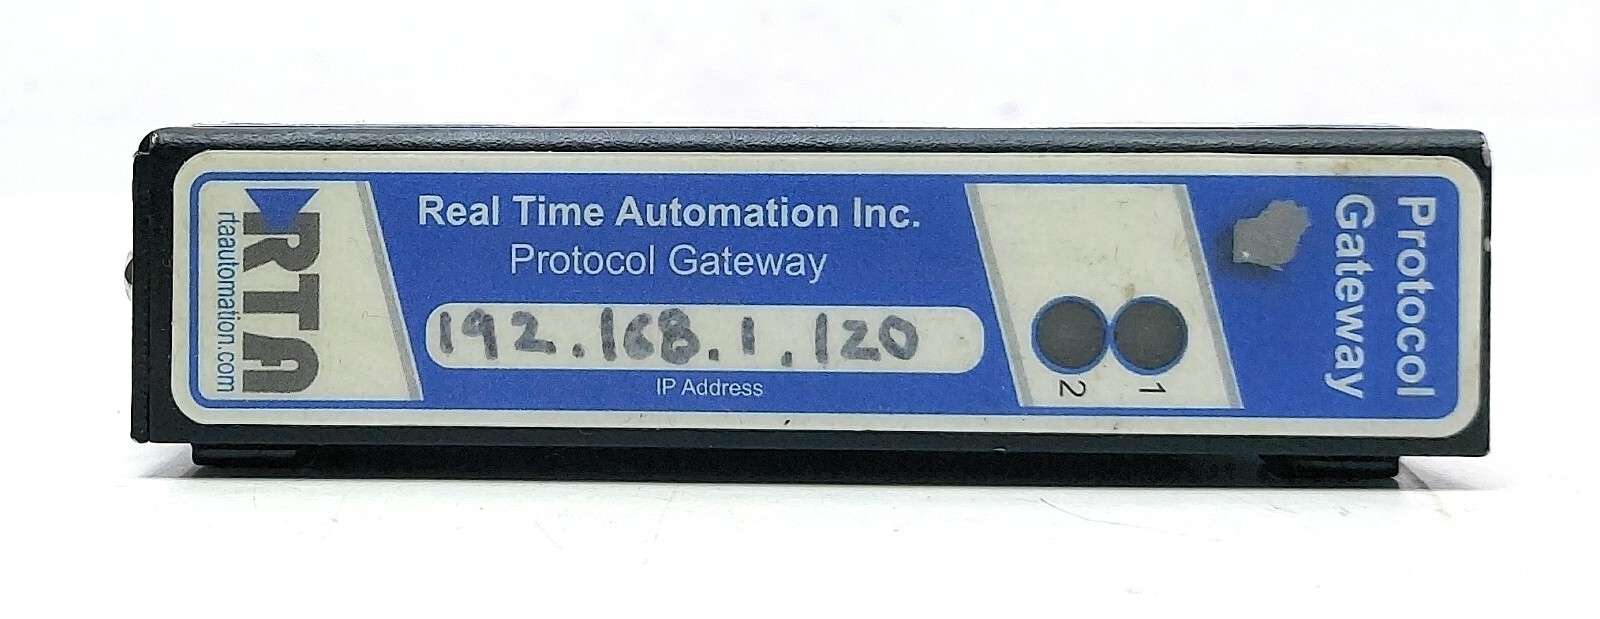 RTA
rtaautomation.com
Real Time Automation Inc.
Protocol Gateway
192.168.1.120
IP Address
1
2
Protocol
Gateway